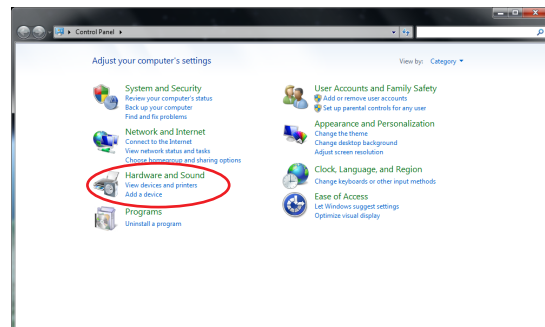 Control Panel
Adjust your computer's settings
View by: Category
System and Security
Review your computer's status
Back up your computer
Find and fix problems
Network and Internet
Connect to the Internet
View network status and tasks
Choose homegroup and sharing options
Hardware and Sound
View devices and printers
Add a device
Programs
Uninstall a program
User Accounts and Family Safety
Add or remove user accounts
Set up parental controls for any user
Appearance and Personalization
Change the theme
Change desktop background
Adjust screen resolution
Clock, Language, and Region
Change keyboards or other input methods
Ease of Access
Let Windows suggest settings
Optimize visual display